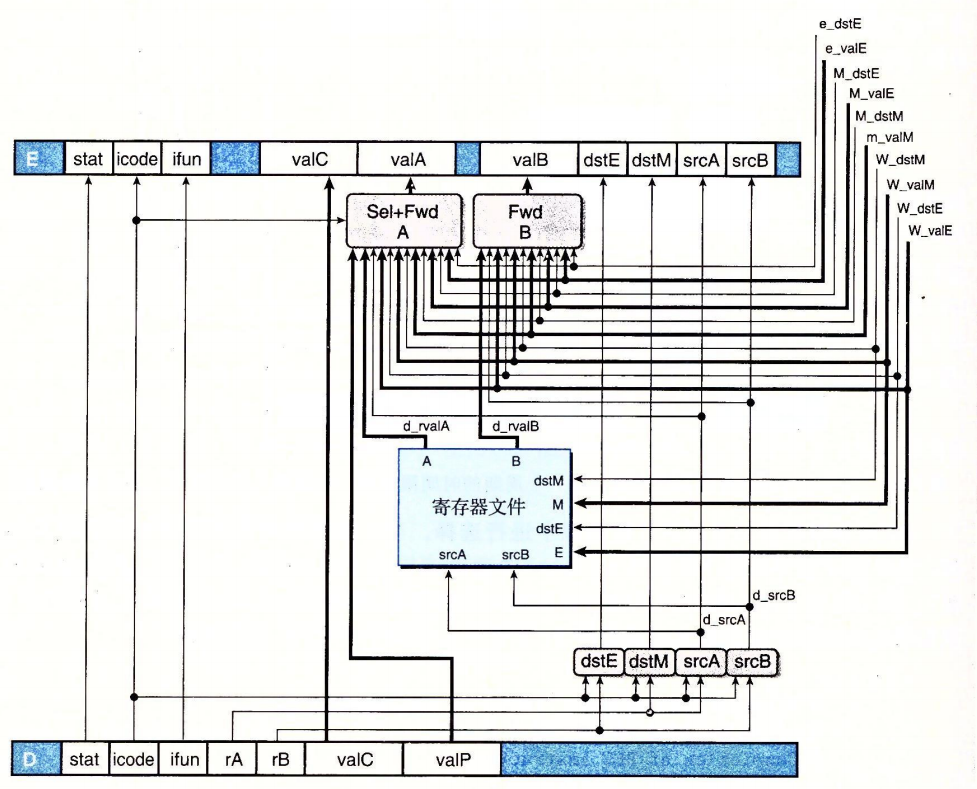 e_dstE
e_valE
M_dstE
M_valE
M_dstM
m_valM
W_dstM
W_valM
W_dstE
W_valE
E stat icode ifun valC valA valB dstE dstM srcA srcB
Sel+Fwd A
Fwd B
d_rvalA d_rvalB
A B
dstM
寄存器文件 M
dstE
srcA srcB E
d_srcB
d_srcA
dstE dstM srcA srcB
D stat icode ifun rA rB valC valP